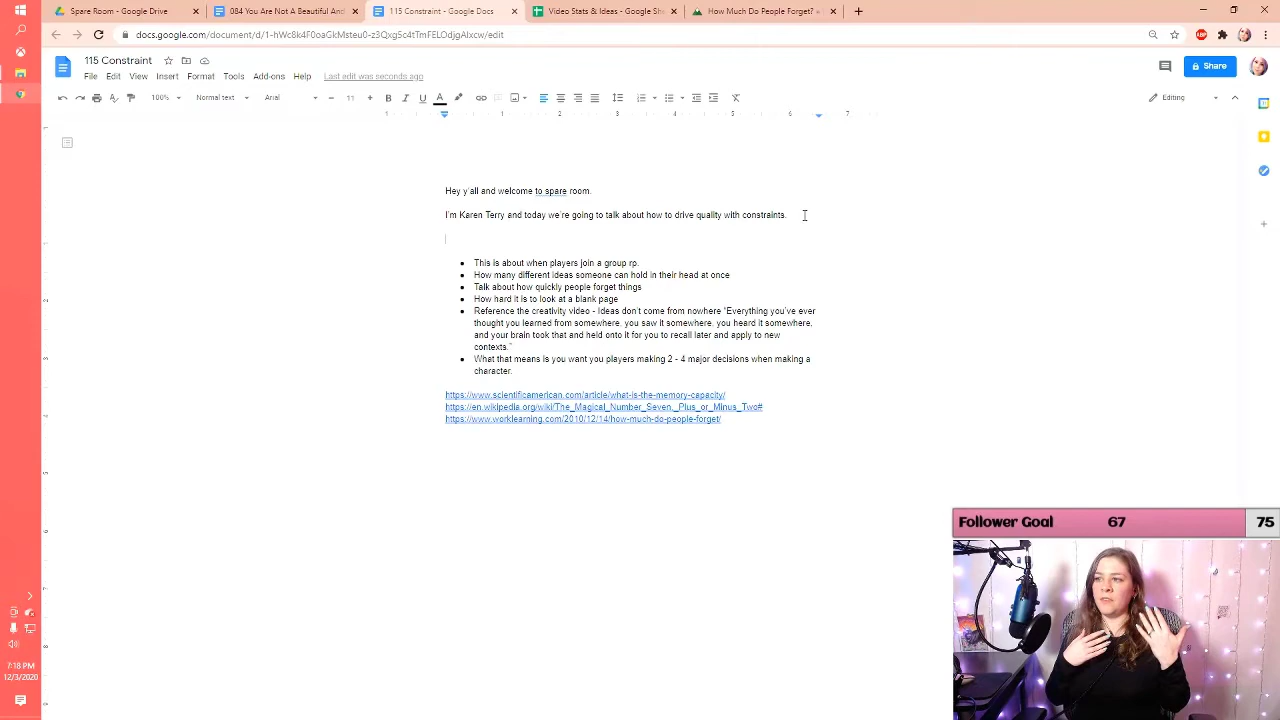 Spare Room - Google Drive
084 You Are Not A Beautiful And
115 Constraint - Google Docs
Video Stats & Ideas - Google She
How Much Do People Forget?
docs.google.com/document/d/1-hWc8k4F0oaGkMsteu0-z3Qxg5c4tTmFELOdjgAIxcw/edit
115 Constraint
File Edit View Insert Format Tools Add-ons Help Last edit was seconds ago
Share
100% Normal text Arial 11 Editing
1 1 2 3 4 5 6 7
Hey y'all and welcome to spare room.
I'm Karen Terry and today we're going to talk about how to drive quality with constraints.
• This is about when players join a group rp.
• How many different ideas someone can hold in their head at once
• Talk about how quickly people forget things
• How hard it is to look at a blank page
• Reference the creativity video - Ideas don't come from nowhere "Everything you've ever
thought you learned from somewhere, you saw it somewhere, you heard it somewhere,
and your brain took that and held onto it for you to recall later and apply to new
contexts."
• What that means is you want you players making 2 - 4 major decisions when making a
character.
https://www.scientificamerican.com/article/what-is-the-memory-capacity/
https://en.wikipedia.org/wiki/The_Magical_Number_Seven,_Plus_or_Minus_Two#
https://www.worklearning.com/2010/12/14/how-much-do-people-forget/
Follower Goal 67 75
7:18 PM
12/3/2020